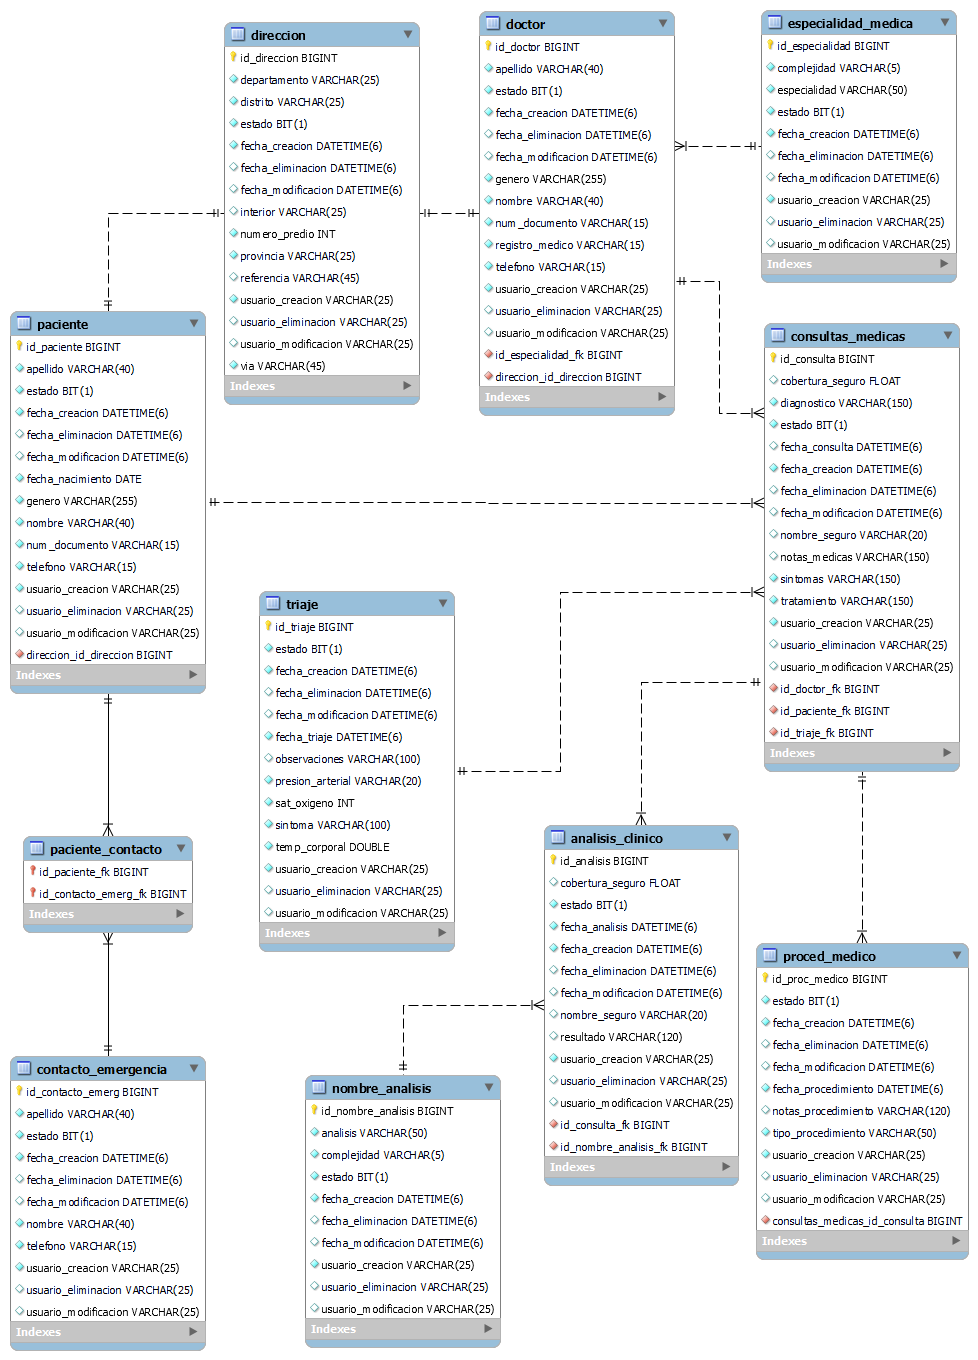 direccion
id_direccion BIGINT
departamento VARCHAR(25)
distrito VARCHAR(25)
estado BIT(1)
fecha_creacion DATETIME(6)
fecha_eliminacion DATETIME(6)
fecha_modificacion DATETIME(6)
interior VARCHAR(25)
numero_predio INT
provincia VARCHAR(25)
referencia VARCHAR(45)
usuario_creacion VARCHAR(25)
usuario_eliminacion VARCHAR(25)
usuario_modificacion VARCHAR(25)
via VARCHAR(45)
Indexes
doctor
id_doctor BIGINT
apellido VARCHAR(40)
estado BIT(1)
fecha_creacion DATETIME(6)
fecha_eliminacion DATETIME(6)
fecha_modificacion DATETIME(6)
genero VARCHAR(255)
nombre VARCHAR(40)
num_documento VARCHAR(15)
registro_medico VARCHAR(15)
telefono VARCHAR(15)
usuario_creacion VARCHAR(25)
usuario_eliminacion VARCHAR(25)
usuario_modificacion VARCHAR(25)
id_especialidad_fk BIGINT
direccion_id_direccion BIGINT
Indexes
especialidad_medica
id_especialidad BIGINT
complejidad VARCHAR(5)
especialidad VARCHAR(50)
estado BIT(1)
fecha_creacion DATETIME(6)
fecha_eliminacion DATETIME(6)
fecha_modificacion DATETIME(6)
usuario_creacion VARCHAR(25)
usuario_eliminacion VARCHAR(25)
usuario_modificacion VARCHAR(25)
Indexes
paciente
id_paciente BIGINT
apellido VARCHAR(40)
estado BIT(1)
fecha_creacion DATETIME(6)
fecha_eliminacion DATETIME(6)
fecha_modificacion DATETIME(6)
fecha_nacimiento DATE
genero VARCHAR(255)
nombre VARCHAR(40)
num_documento VARCHAR(15)
telefono VARCHAR(15)
usuario_creacion VARCHAR(25)
usuario_eliminacion VARCHAR(25)
usuario_modificacion VARCHAR(25)
direccion_id_direccion BIGINT
Indexes
consultas_medicas
id_consulta BIGINT
cobertura_seguro FLOAT
diagnostico VARCHAR(150)
estado BIT(1)
fecha_consulta DATETIME(6)
fecha_creacion DATETIME(6)
fecha_eliminacion DATETIME(6)
fecha_modificacion DATETIME(6)
nombre_seguro VARCHAR(20)
notas_medicas VARCHAR(150)
sintomas VARCHAR(150)
tratamiento VARCHAR(150)
usuario_creacion VARCHAR(25)
usuario_eliminacion VARCHAR(25)
usuario_modificacion VARCHAR(25)
id_doctor_fk BIGINT
id_paciente_fk BIGINT
id_triaje_fk BIGINT
Indexes
triaje
id_triaje BIGINT
estado BIT(1)
fecha_creacion DATETIME(6)
fecha_eliminacion DATETIME(6)
fecha_modificacion DATETIME(6)
fecha_triaje DATETIME(6)
observaciones VARCHAR(100)
presion_arterial VARCHAR(20)
sat_oxigeno INT
sintoma VARCHAR(100)
temp_corporal DOUBLE
usuario_creacion VARCHAR(25)
usuario_eliminacion VARCHAR(25)
usuario_modificacion VARCHAR(25)
Indexes
paciente_contacto
id_paciente_fk BIGINT
id_contacto_emerg_fk BIGINT
Indexes
analisis_clinico
id_analisis BIGINT
cobertura_seguro FLOAT
estado BIT(1)
fecha_analisis DATETIME(6)
fecha_creacion DATETIME(6)
fecha_eliminacion DATETIME(6)
fecha_modificacion DATETIME(6)
nombre_seguro VARCHAR(20)
resultado VARCHAR(120)
usuario_creacion VARCHAR(25)
usuario_eliminacion VARCHAR(25)
usuario_modificacion VARCHAR(25)
id_consulta_fk BIGINT
id_nombre_analisis_fk BIGINT
Indexes
proced_medico
id_proc_medico BIGINT
estado BIT(1)
fecha_creacion DATETIME(6)
fecha_eliminacion DATETIME(6)
fecha_modificacion DATETIME(6)
fecha_procedimiento DATETIME(6)
notas_procedimiento VARCHAR(120)
tipo_procedimiento VARCHAR(50)
usuario_creacion VARCHAR(25)
usuario_eliminacion VARCHAR(25)
usuario_modificacion VARCHAR(25)
consultas_medicas_id_consulta BIGINT
Indexes
contacto_emergencia
id_contacto_emerg BIGINT
apellido VARCHAR(40)
estado BIT(1)
fecha_creacion DATETIME(6)
fecha_eliminacion DATETIME(6)
fecha_modificacion DATETIME(6)
nombre VARCHAR(40)
telefono VARCHAR(15)
usuario_creacion VARCHAR(25)
usuario_eliminacion VARCHAR(25)
usuario_modificacion VARCHAR(25)
Indexes
nombre_analisis
id_nombre_analisis BIGINT
analisis VARCHAR(50)
complejidad VARCHAR(5)
estado BIT(1)
fecha_creacion DATETIME(6)
fecha_eliminacion DATETIME(6)
fecha_modificacion DATETIME(6)
usuario_creacion VARCHAR(25)
usuario_eliminacion VARCHAR(25)
usuario_modificacion VARCHAR(25)
Indexes